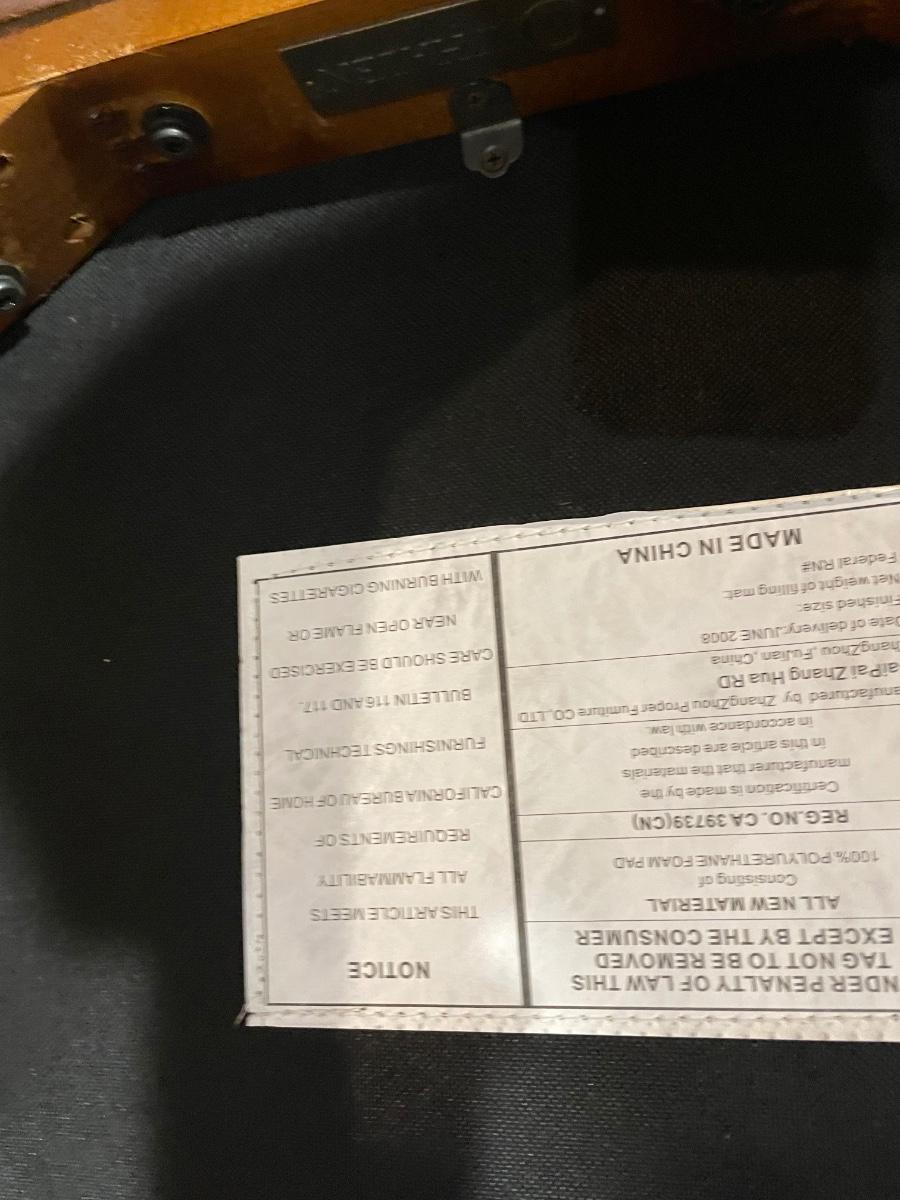 NDER PENALTY OF LAW THIS
TAG NOT TO BE REMOVED
EXCEPT BY THE CONSUMER
ALL NEW MATERIAL
Consisting of
100% POLYURETHANE FOAM PAD
REG.NO. CA 39739(CN)
Certification is made by the
manufacturer that the materials
in this article are described
in accordance with law.
anufactured by ZhangZhou Proper Furniture CO.,LTD
aiPai Zhang Hua RD
hangZhou ,FuJian ,China
Date of delivery:JUNE 2008
Finished size:
Net weight of filling mat:
Federal RN#
MADE IN CHINA
NOTICE
THIS ARTICLE MEETS
ALL FLAMMABILITY
REQUIREMENTS OF
CALIFORNIA BUREAU OF HOME
FURNISHINGS TECHNICAL
BULLETIN 116 AND 117.
CARE SHOULD BE EXERCISED
NEAR OPEN FLAME OR
WITH BURNING CIGARETTES